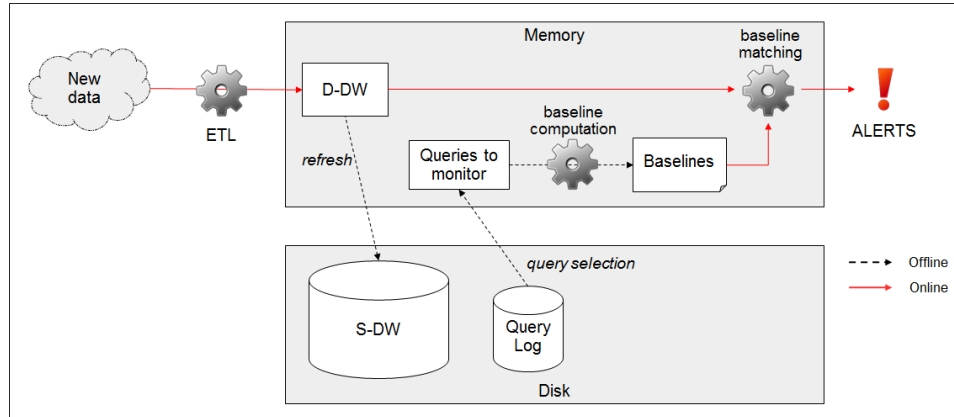 Memory
baseline
matching
New
data
D-DW
ETL
ALERTS
baseline
computation
refresh
Queries to
monitor
Baselines
query selection
Offline
Online
S-DW
Query
Log
Disk